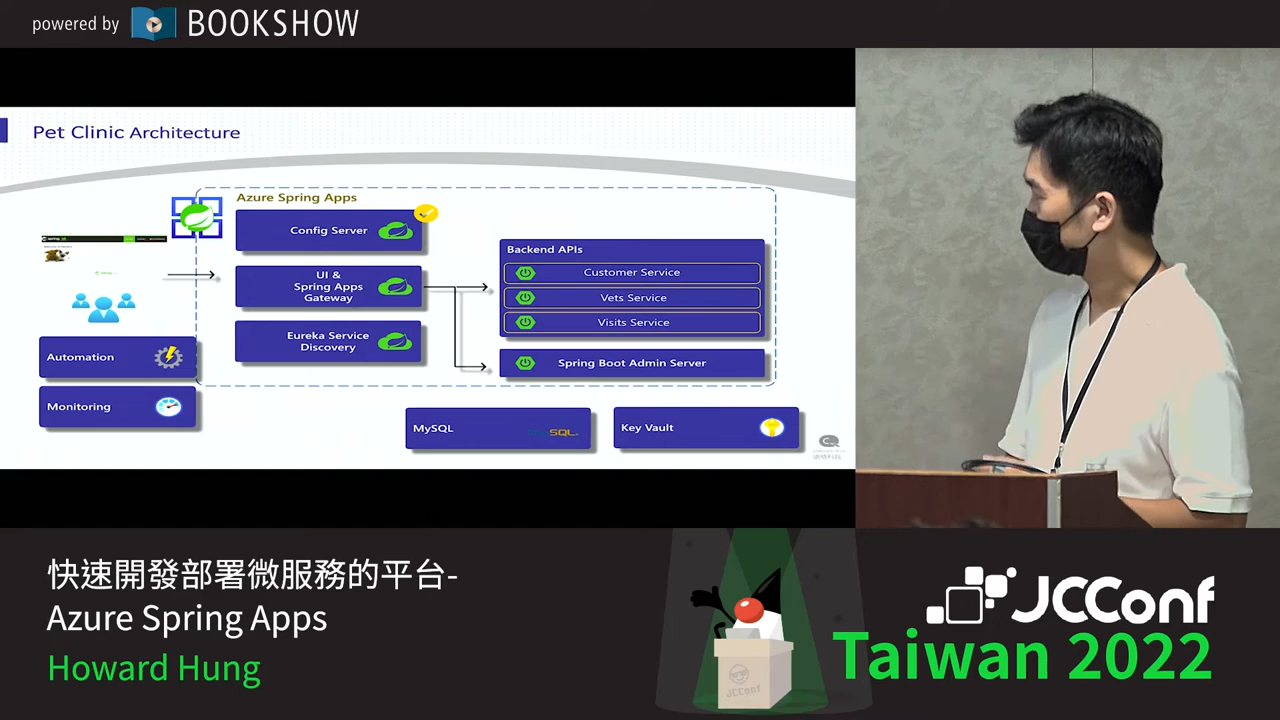 powered by BOOKSHOW
Pet Clinic Architecture
Azure Spring Apps
Config Server
UI &
Spring Apps
Gateway
Eureka Service
Discovery
Backend APIs
Customer Service
Vets Service
Visits Service
Spring Boot Admin Server
Automation
Monitoring
MySQL
MySQL
Key Vault
快速開發部署微服務的平台-
Azure Spring Apps
Howard Hung
JCConf
JCConf
Taiwan 2022